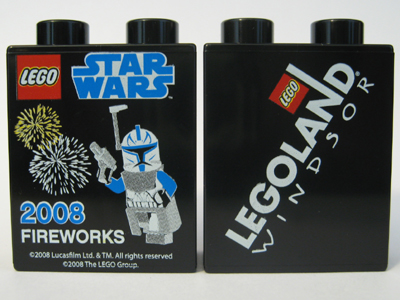 LEGO
STAR
WARS
2008
FIREWORKS
©2008 Lucasfilm Ltd. & TM. All rights reserved
©2008 The LEGO Group.
LEGO
LEGOLAND®
WINDSOR